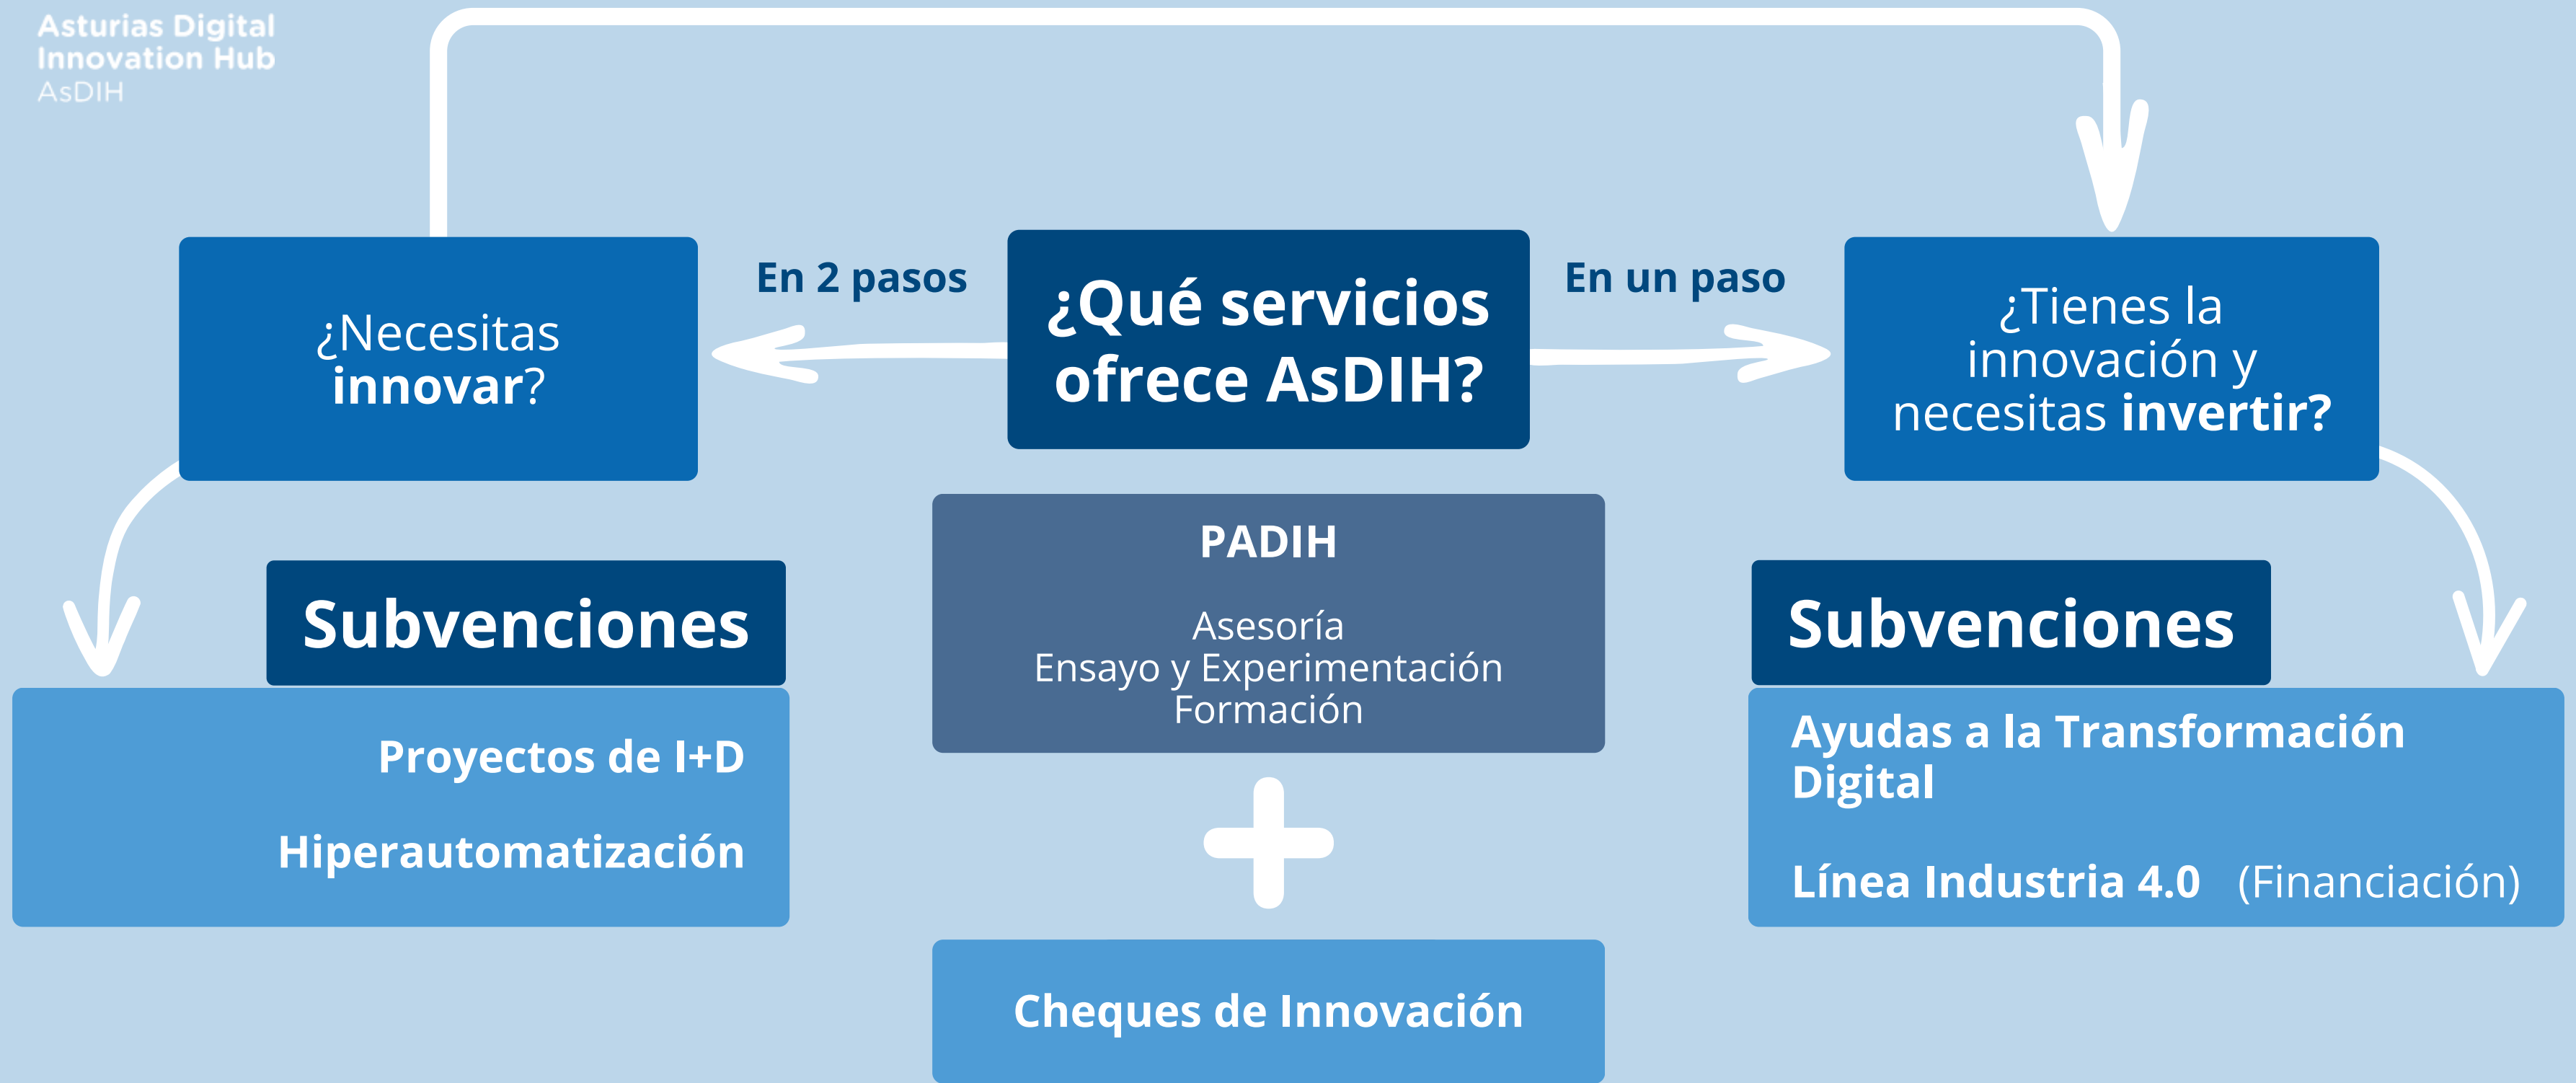 Asturias Digital
Innovation Hub
AsDIH
¿Necesitas
innovar?
En 2 pasos
¿Qué servicios
ofrece AsDIH?
En un paso
¿Tienes la
innovación y
necesitas invertir?
Subvenciones
Proyectos de I+D
Hiperautomatización
PADIH
Asesoría
Ensayo y Experimentación
Formación
Cheques de Innovación
Subvenciones
Ayudas a la Transformación
Digital
Línea Industria 4.0 (Financiación)